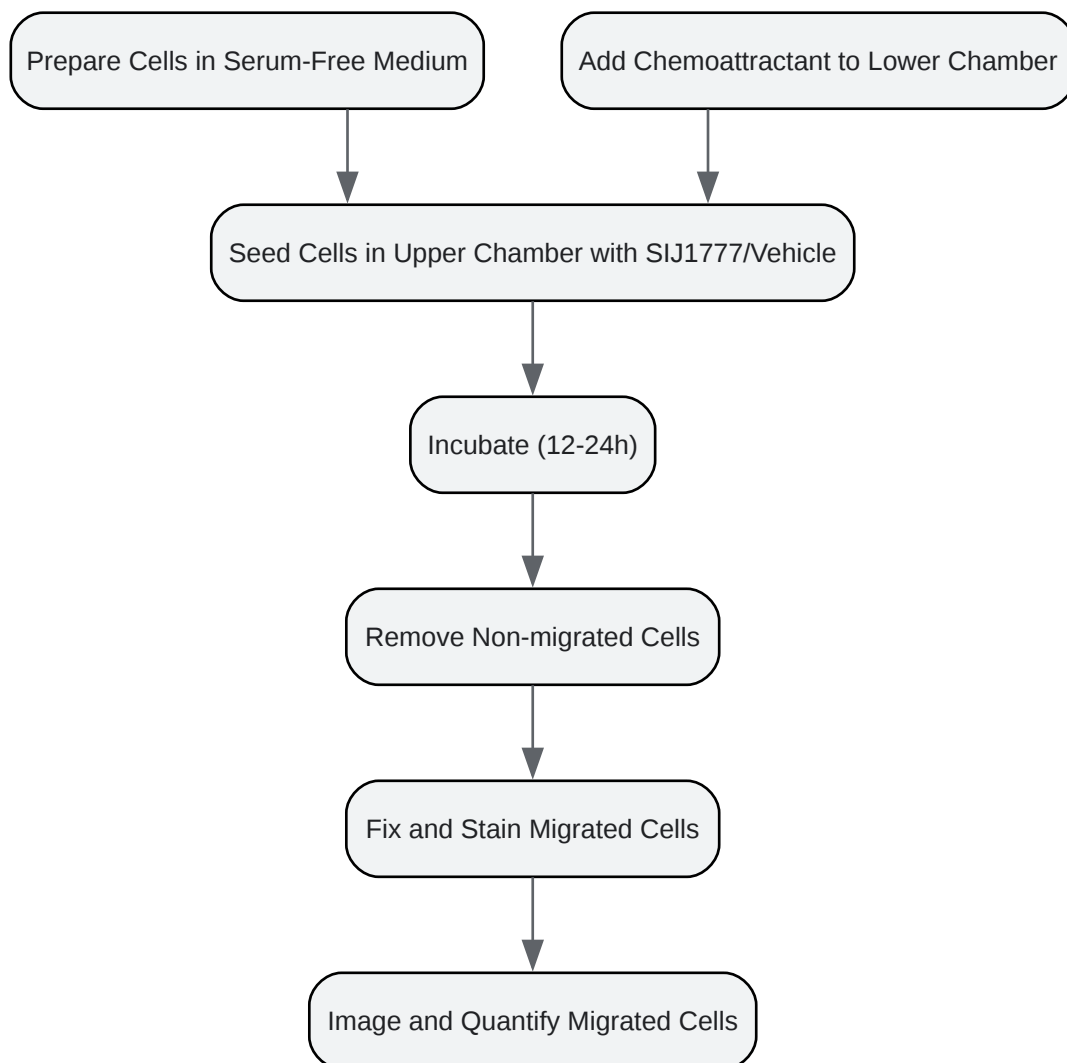 Prepare Cells in Serum-Free Medium
Add Chemoattractant to Lower Chamber
Seed Cells in Upper Chamber with SIJ1777/Vehicle
Incubate (12-24h)
Remove Non-migrated Cells
Fix and Stain Migrated Cells
Image and Quantify Migrated Cells